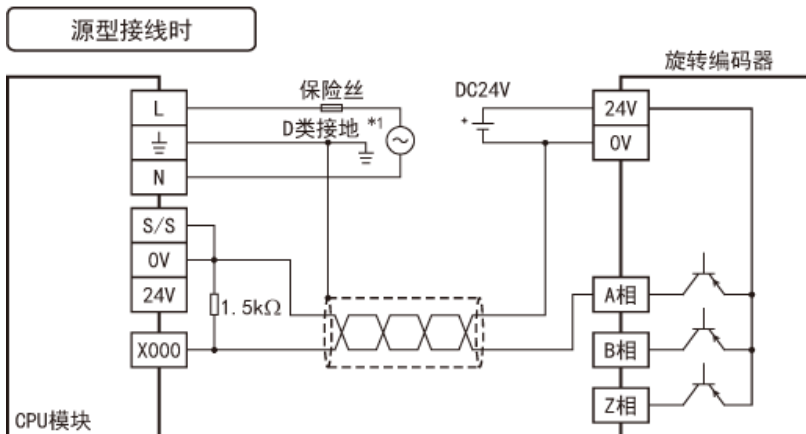 源型接线时
旋转编码器
保险丝
DC24V
L
24V
D类接地 *1
+
0V
N
S/S
0V
24V
1.5kΩ
A相
X000
B相
Z相
CPU模块